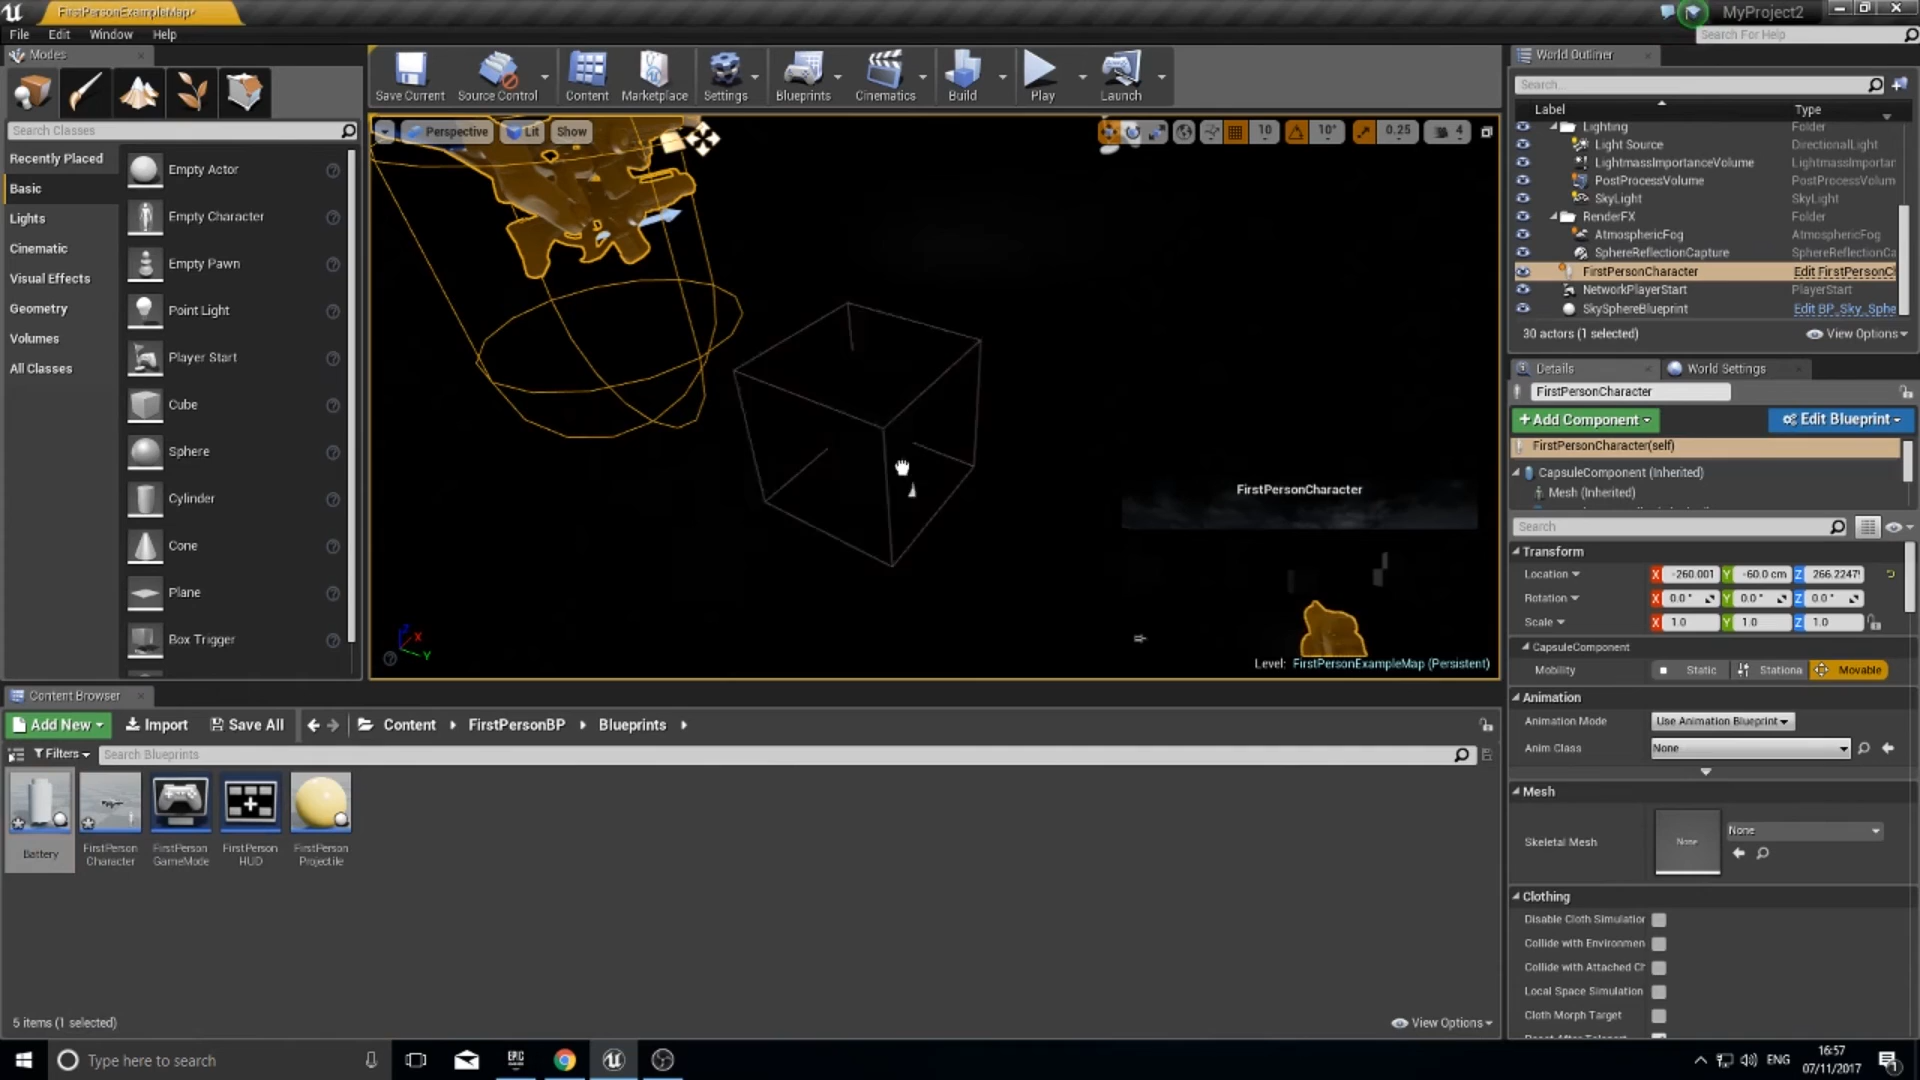 FirstPersonExampleMap*
MyProject2
File Edit Window Help
Search For Help
Modes
Search Classes
Recently Placed
Basic
Lights
Cinematic
Visual Effects
Geometry
Volumes
All Classes
Empty Actor
Empty Character
Empty Pawn
Point Light
Player Start
Cube
Sphere
Cylinder
Cone
Plane
Box Trigger
Save Current
Source Control
Content
Marketplace
Settings
Blueprints
Cinematics
Build
Play
Launch
Perspective Lit Show
10 10° 0.25 4
FirstPersonCharacter
Level: FirstPersonExampleMap (Persistent)
X
Y
World Outliner
Search...
Label Type
Lighting Folder
Light Source DirectionalLight
LightmassImportanceVolume LightmassImportan
PostProcessVolume PostProcessVolum
SkyLight SkyLight
RenderFX Folder
AtmosphericFog AtmosphericFog
SphereReflectionCapture SphereReflectionCa
FirstPersonCharacter Edit FirstPersonC
NetworkPlayerStart PlayerStart
SkySphereBlueprint Edit BP_Sky_Sphe
30 actors (1 selected) View Options
Details World Settings
FirstPersonCharacter
+ Add Component Edit Blueprint
FirstPersonCharacter(self)
CapsuleComponent (Inherited)
Mesh (Inherited)
Search
Transform
Location X -260.001 Y -60.0 cm Z 266.2247
Rotation X 0.0 ° Y 0.0 ° Z 0.0 °
Scale X 1.0 Y 1.0 Z 1.0
CapsuleComponent
Mobility Static Stationa Movable
Animation
Animation Mode Use Animation Blueprint
Anim Class None
Mesh
Skeletal Mesh None None
Clothing
Disable Cloth Simulation
Collide with Environmen
Collide with Attached Ch
Local Space Simulation
Cloth Morph Target
Content Browser
Add New Import Save All Content FirstPersonBP Blueprints
Filters Search Blueprints
Battery
FirstPerson Character
FirstPerson GameMode
FirstPerson HUD
FirstPerson Projectile
5 items (1 selected) View Options
Type here to search
EPIC
ENG
16:57
07/11/2017
1